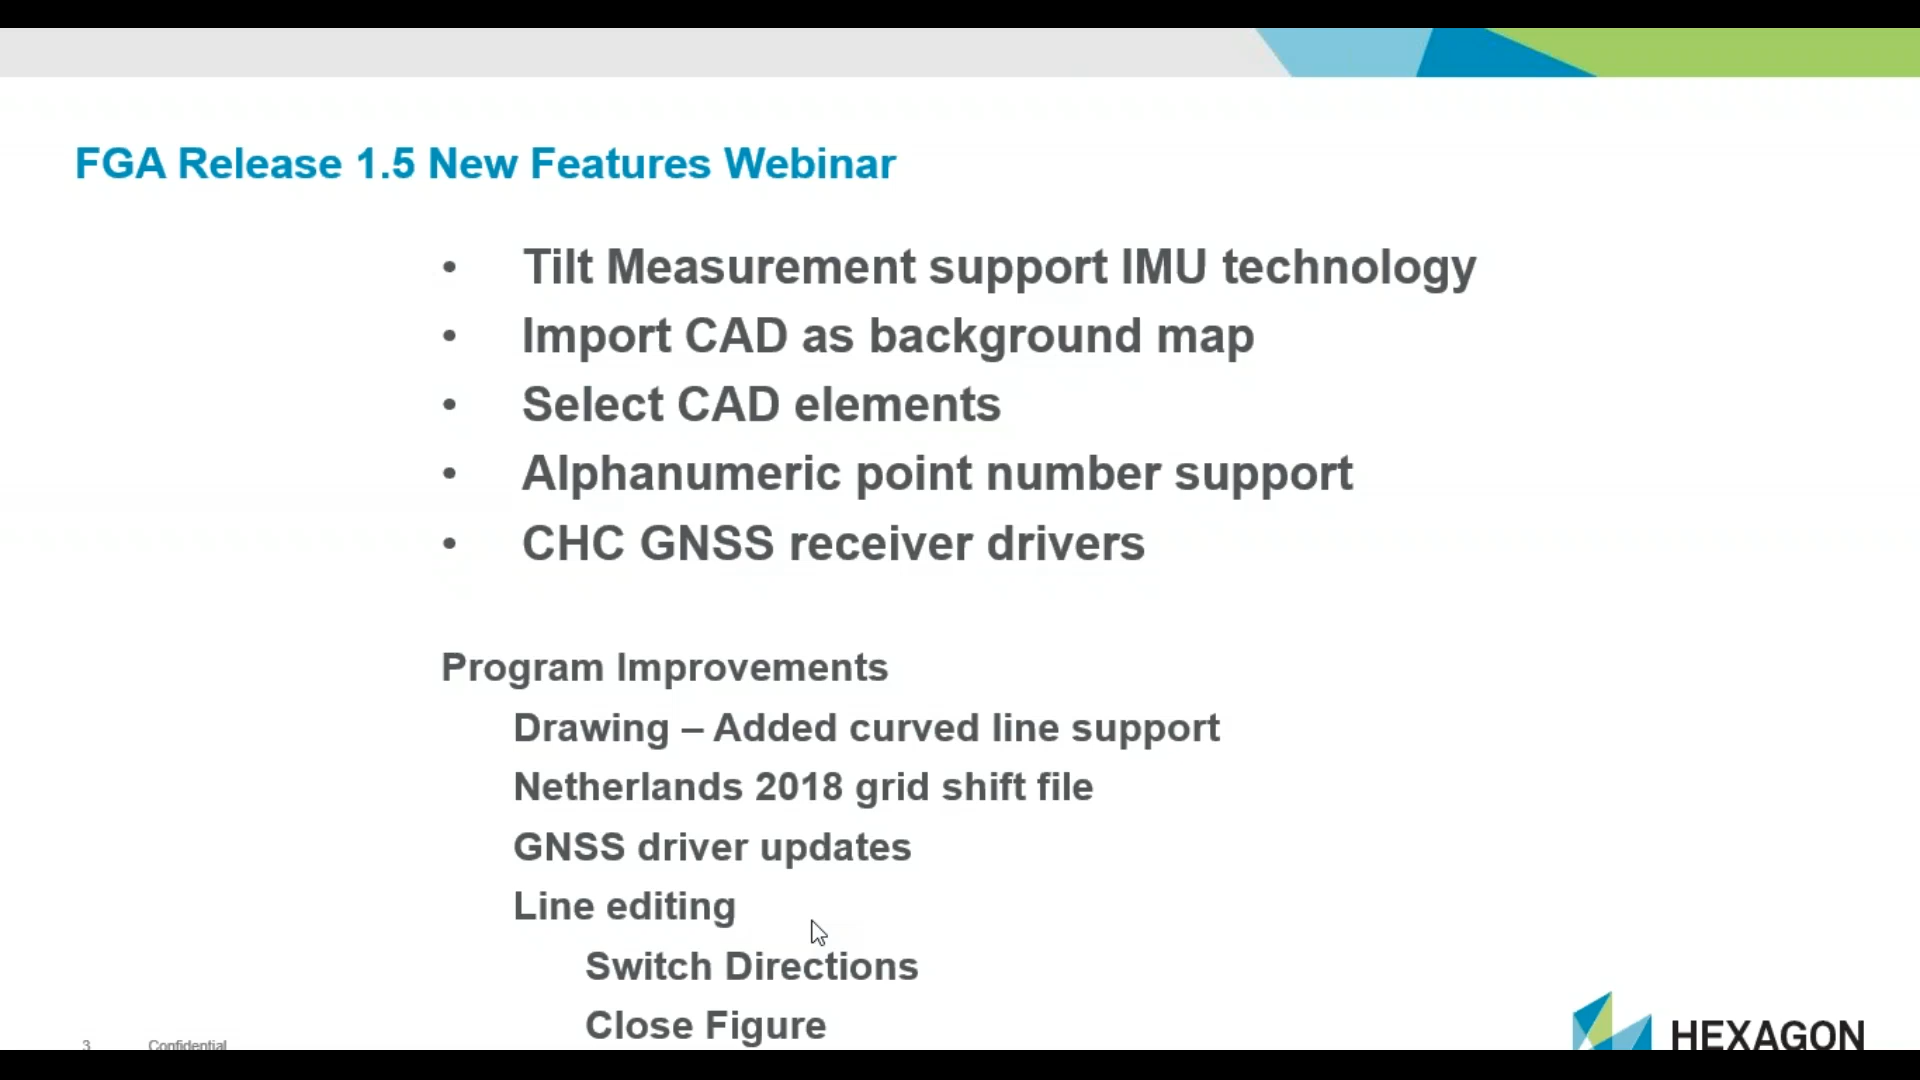 FGA Release 1.5 New Features Webinar
• Tilt Measurement support IMU technology
• Import CAD as background map
• Select CAD elements
• Alphanumeric point number support
• CHC GNSS receiver drivers
Program Improvements
Drawing – Added curved line support
Netherlands 2018 grid shift file
GNSS driver updates
Line editing
Switch Directions
Close Figure
3 Confidential
HEXAGON